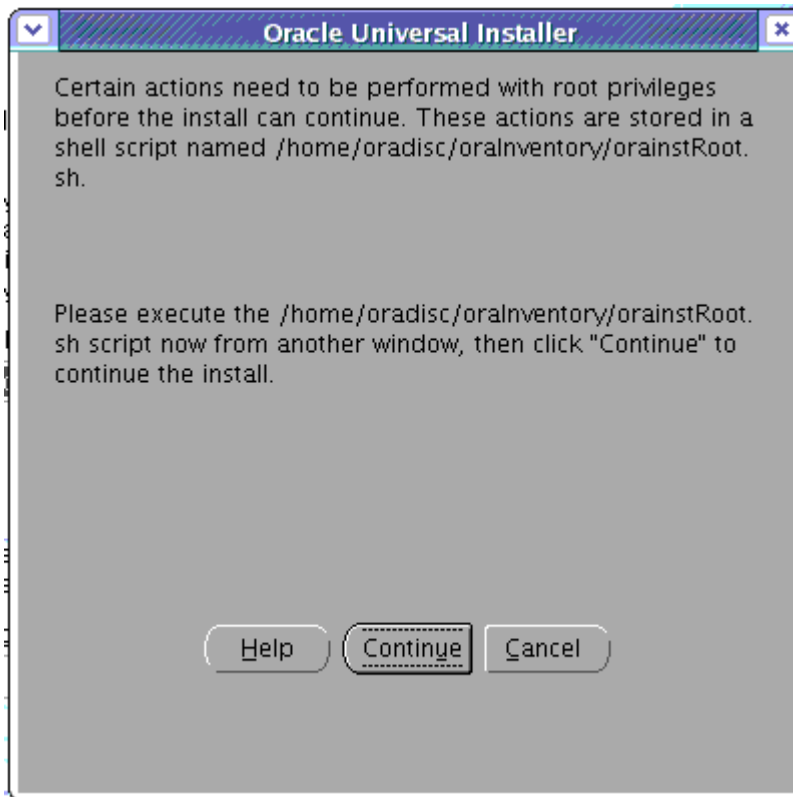 Oracle Universal Installer
Certain actions need to be performed with root privileges
before the install can continue. These actions are stored in a
shell script named /home/oradisc/oraInventory/orainstRoot.
sh.
Please execute the /home/oradisc/oraInventory/orainstRoot.
sh script now from another window, then click "Continue" to
continue the install.
Help Continue Cancel